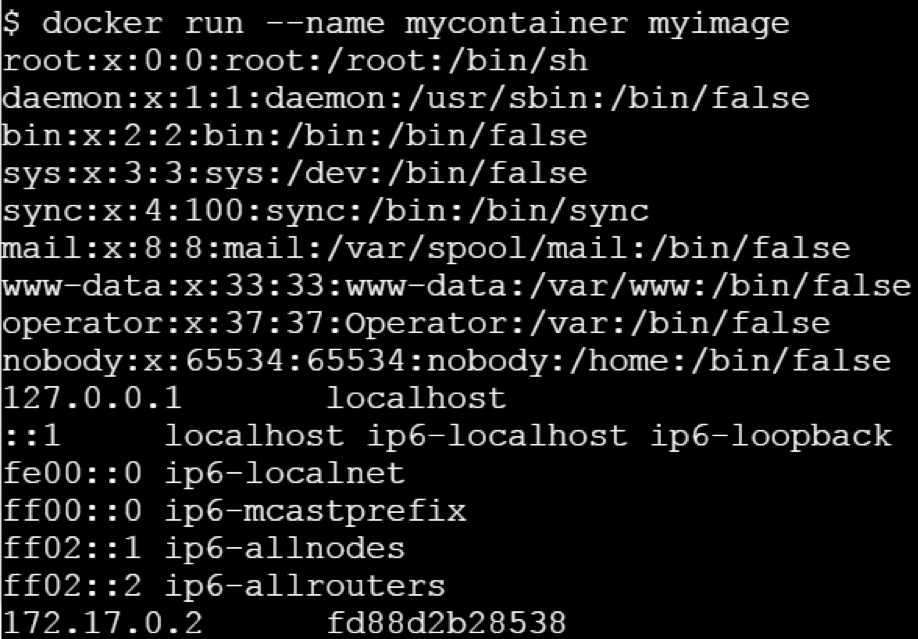 $ docker run --name mycontainer myimage
root:x:0:0:root:/root:/bin/sh
daemon:x:1:1:daemon:/usr/sbin:/bin/false
bin:x:2:2:bin:/bin:/bin/false
sys:x:3:3:sys:/dev:/bin/false
sync:x:4:100:sync:/bin:/bin/sync
mail:x:8:8:mail:/var/spool/mail:/bin/false
www-data:x:33:33:www-data:/var/www:/bin/false
operator:x:37:37:Operator:/var:/bin/false
nobody:x:65534:65534:nobody:/home:/bin/false
127.0.0.1       localhost
::1     localhost ip6-localhost ip6-loopback
fe00::0 ip6-localnet
ff00::0 ip6-mcastprefix
ff02::1 ip6-allnodes
ff02::2 ip6-allrouters
172.17.0.2      fd88d2b28538